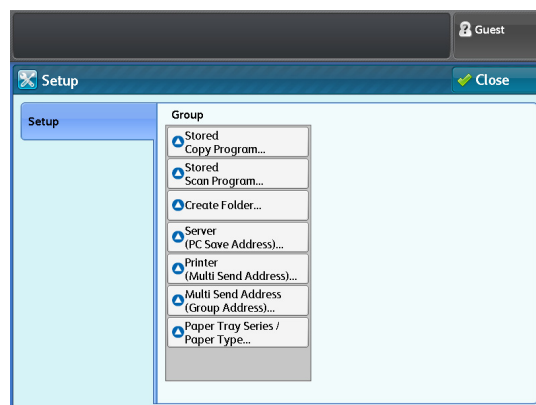 Guest
Setup
Close
Setup
Group
Stored
Copy Program...
Stored
Scan Program...
Create Folder...
Server
(PC Save Address)...
Printer
(Multi Send Address)...
Multi Send Address
(Group Address)...
Paper Tray Series /
Paper Type...